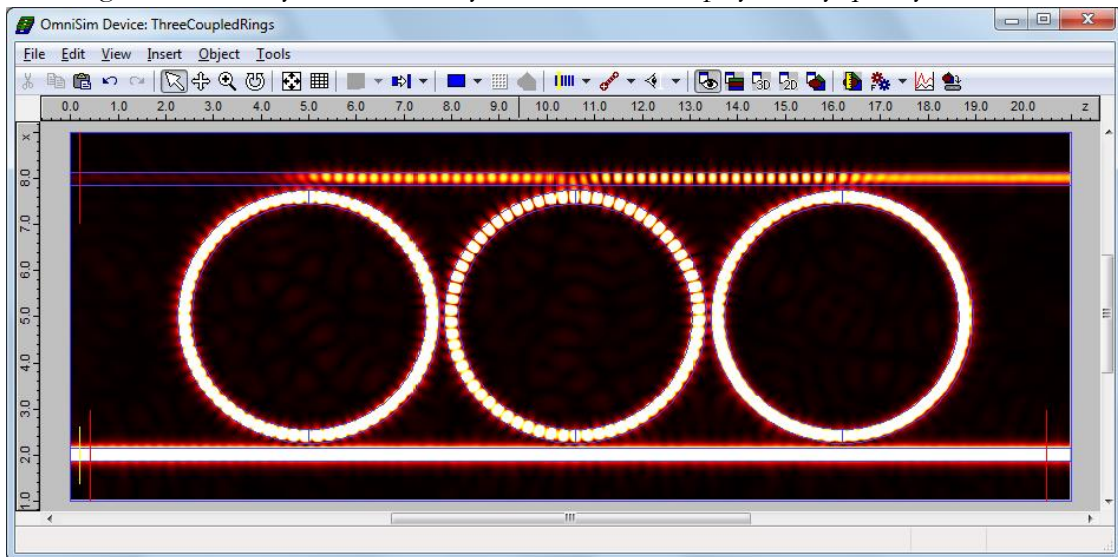 OmniSim Device: ThreeCoupledRings
File Edit View Insert Object Tools
0.0 1.0 2.0 3.0 4.0 5.0 6.0 7.0 8.0 9.0 10.0 11.0 12.0 13.0 14.0 15.0 16.0 17.0 18.0 19.0 20.0 z
x
8.0
7.0
6.0
5.0
4.0
3.0
2.0
1.0